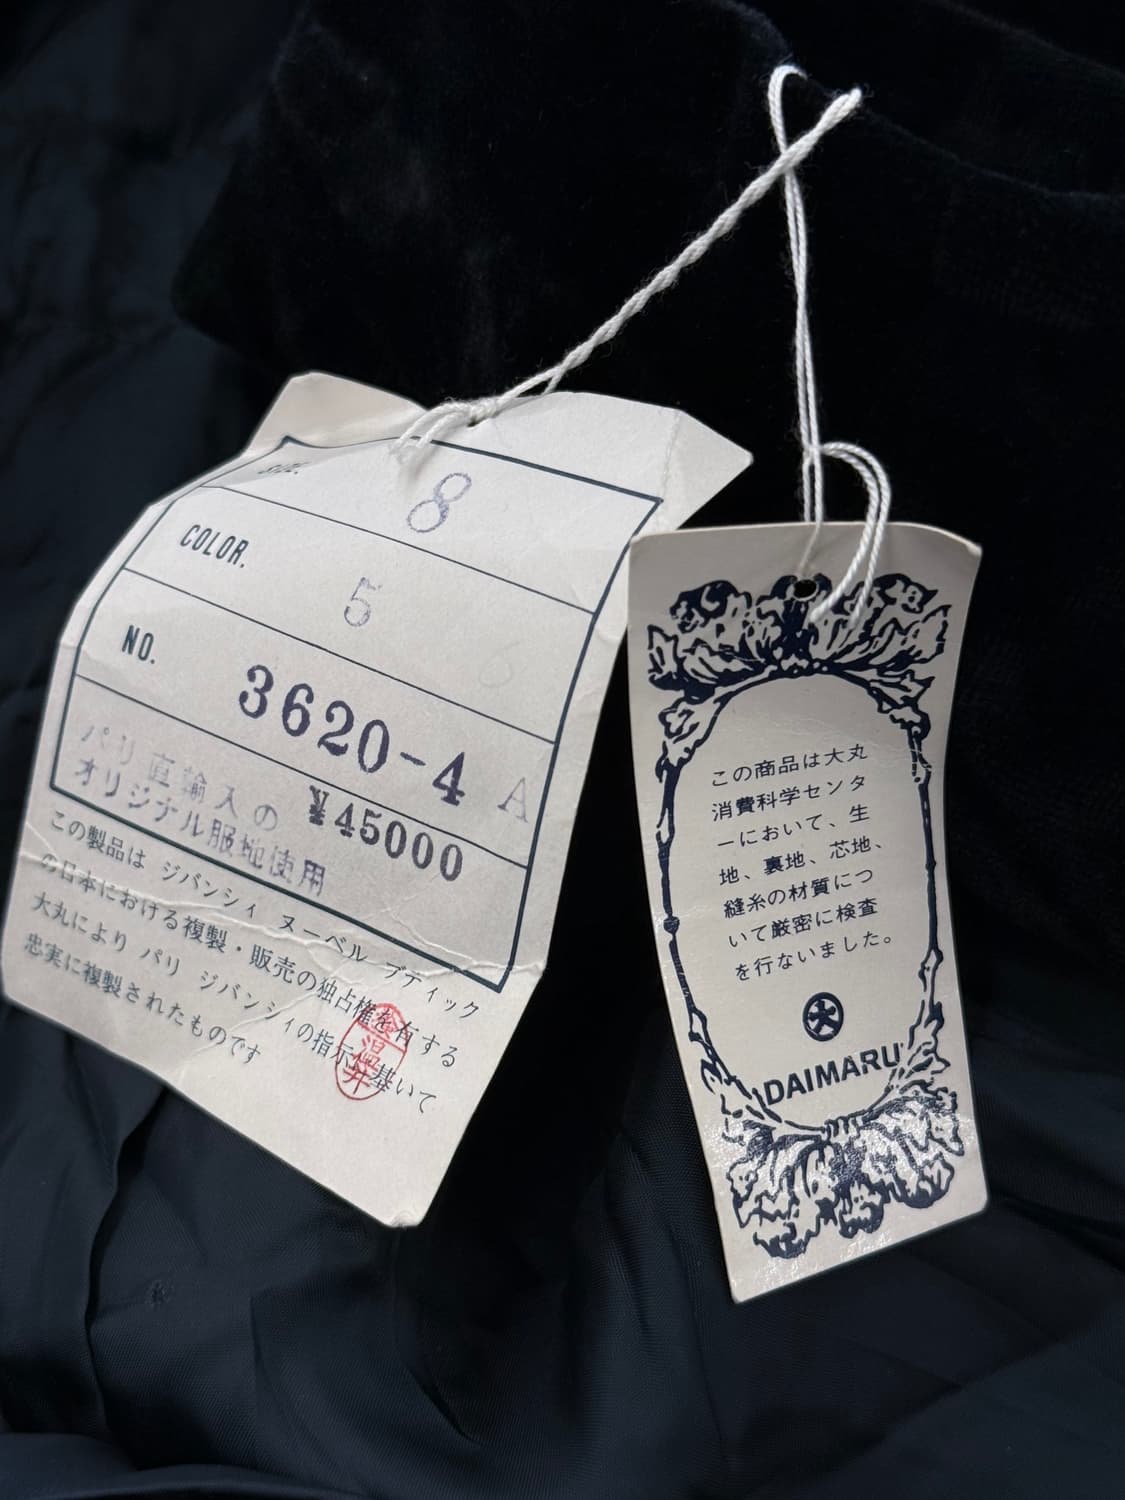 SIZE.
8
COLOR.
5
NO.
3620-4 A
パリ直輸入の
オリジナル服地使用
¥45000
この製品は ジバンシィ ヌーベル ブティック
の日本における複製・販売の独占権を有する
大丸により パリ ジバンシィの指示に基いて
忠実に複製されたものです
この商品は大丸
消費科学センタ
ーにおいて、生
地、裏地、芯地、
縫糸の材質につ
いて厳密に検査
を行ないました。
大
DAIMARU